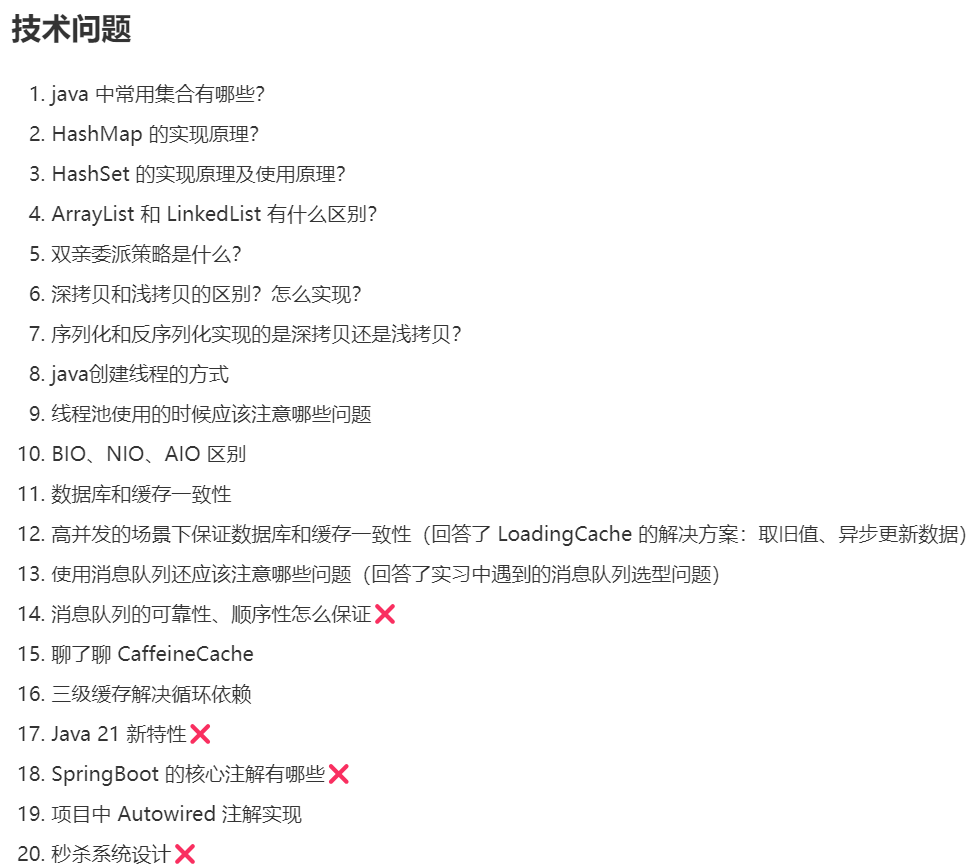 技术问题
1. java 中常用集合有哪些？
2. HashMap 的实现原理？
3. HashSet 的实现原理及使用原理？
4. ArrayList 和 LinkedList 有什么区别？
5. 双亲委派策略是什么？
6. 深拷贝和浅拷贝的区别？怎么实现？
7. 序列化和反序列化实现的是深拷贝还是浅拷贝？
8. java创建线程的方式
9. 线程池使用的时候应该注意哪些问题
10. BIO、NIO、AIO 区别
11. 数据库和缓存一致性
12. 高并发的场景下保证数据库和缓存一致性（回答了 LoadingCache 的解决方案：取旧值、异步更新数据）
13. 使用消息队列还应该注意哪些问题（回答了实习中遇到的消息队列选型问题）
14. 消息队列的可靠性、顺序性怎么保证❌
15. 聊了聊 CaffeineCache
16. 三级缓存解决循环依赖
17. Java 21 新特性❌
18. SpringBoot 的核心注解有哪些❌
19. 项目中 Autowired 注解实现
20. 秒杀系统设计❌